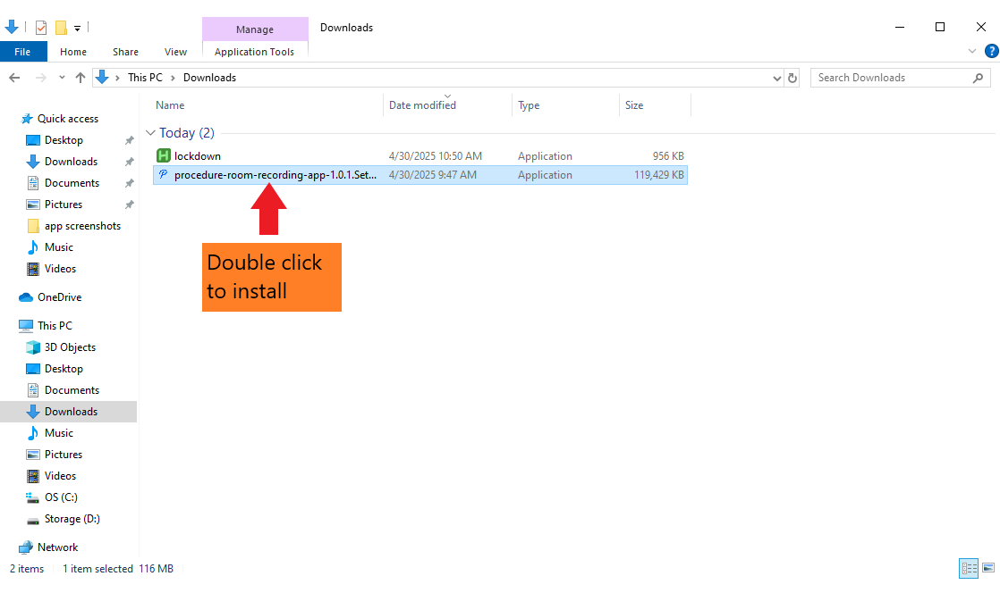 Manage
Downloads
File
Home
Share
View
Application Tools
?
This PC
Downloads
Search Downloads
Name
Date modified
Type
Size
Quick access
Desktop
Downloads
Documents
Pictures
app screenshots
Music
Videos
OneDrive
This PC
3D Objects
Desktop
Documents
Downloads
Music
Pictures
Videos
OS (C:)
Storage (D:)
Network
Today (2)
H lockdown 4/30/2025 10:50 AM Application 956 KB
procedure-room-recording-app-1.0.1.Set... 4/30/2025 9:47 AM Application 119,429 KB
Double click
to install
2 items 1 item selected 116 MB